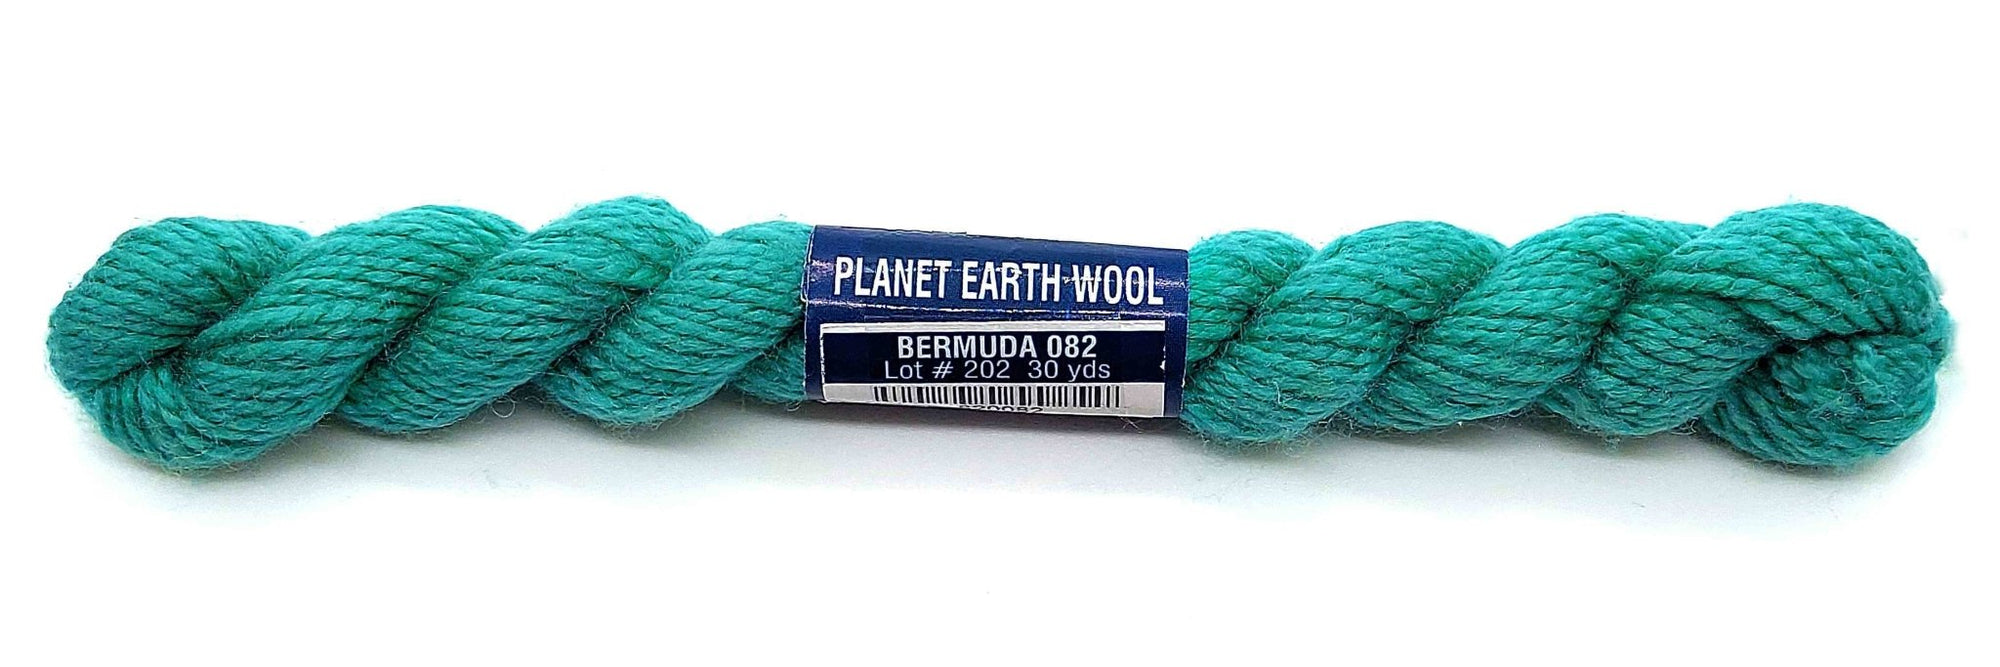 PLANET EARTH WOOL
BERMUDA 082
Lot # 202 30 yds